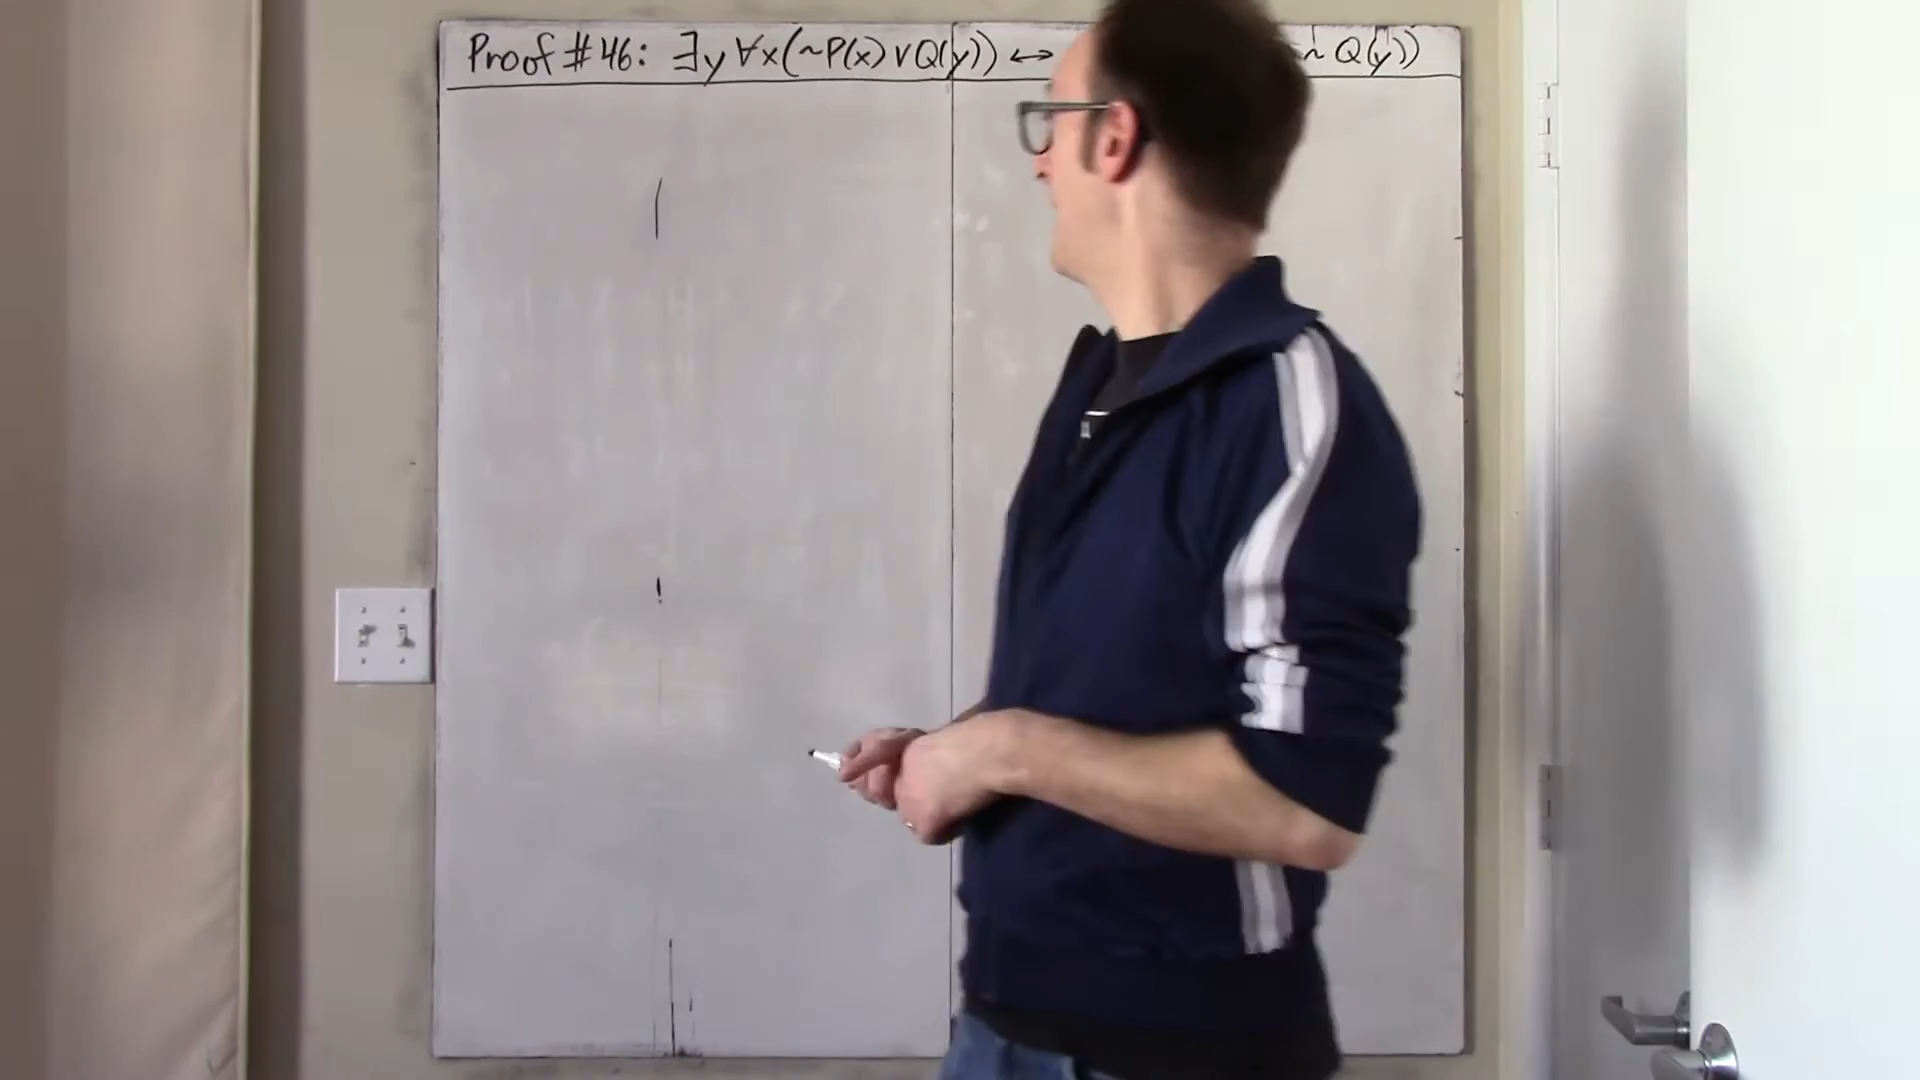 Proof #46: ∃y ∀x(~P(x) ∨ Q(y)) ↔ ~ Q(y))